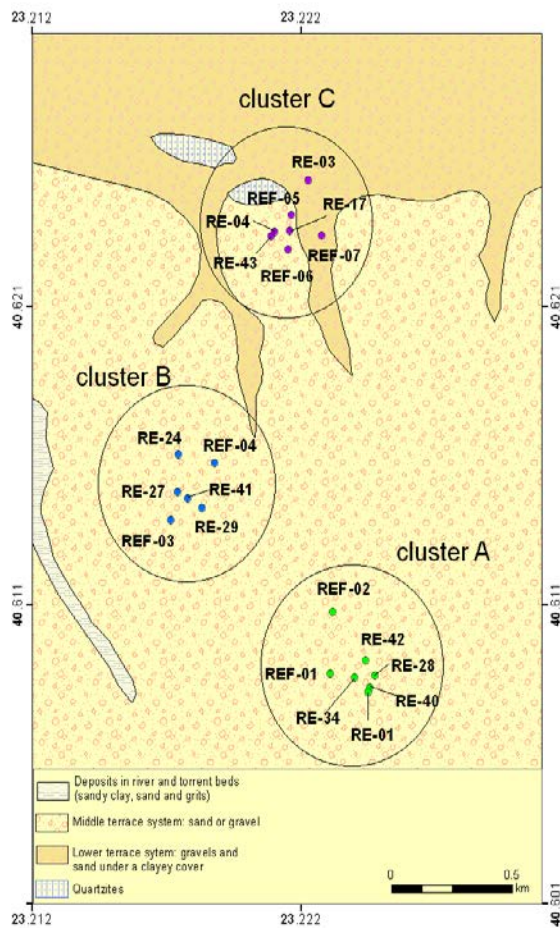 23.212
23.222
cluster C
RE-03
REF-05
RE-17
RE-04
RE-43
REF-07
REF-06
40.621
40.621
cluster B
RE-24
REF-04
RE-27
RE-41
RE-29
REF-03
cluster A
40.611
40.611
REF-02
RE-42
REF-01
RE-28
RE-40
RE-34
RE-01
Deposits in river and torrent beds
(sandy clay, sand and grits)
Middle terrace system: sand or gravel
Lower terrace sytem: gravels and
sand under a clayey cover
Quartzites
0
0.5
km
40.601
23.212
23.222